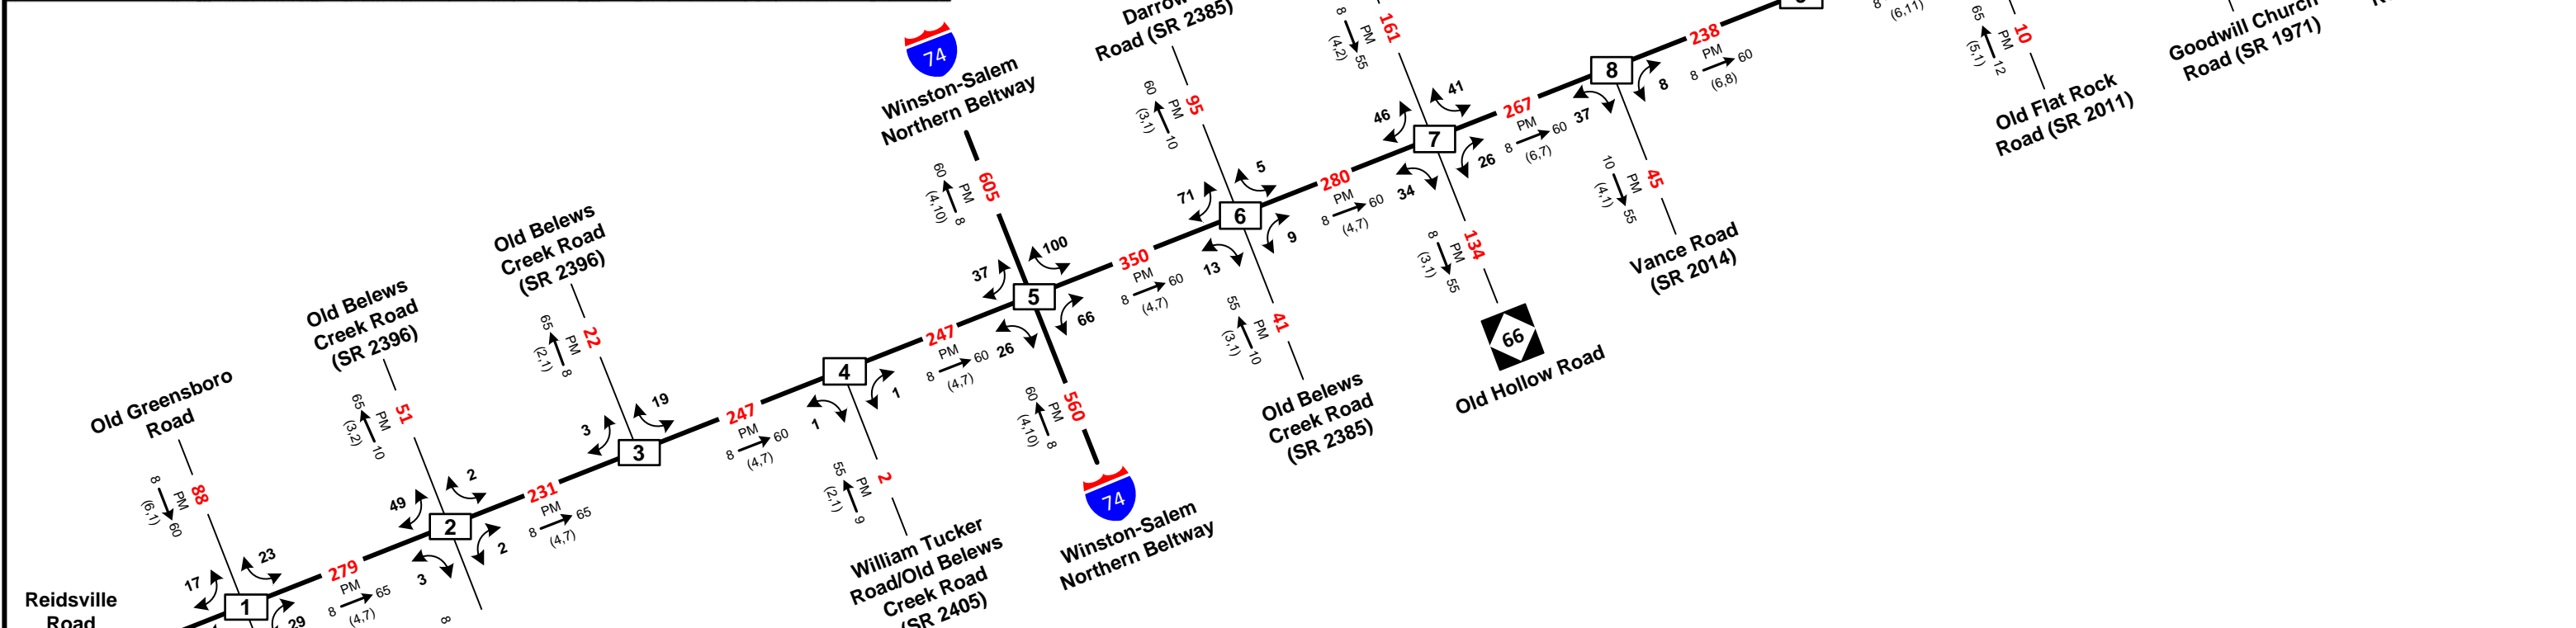 Old Greensboro
Road
8
PM
60
(6,1)
88
17
23
1
29
Reidsville
Road
279
PM
8
65
(4,7)
Old Belews
Creek Road
(SR 2396)
65
PM
10
(3,2)
51
49
2
2
3
2
8
231
PM
8
65
(4,7)
Old Belews
Creek Road
(SR 2396)
65
PM
8
(2,1)
22
3
19
3
247
PM
8
60
(4,7)
4
1
1
55
PM
9
(2,1)
2
William Tucker
Road/Old Belews
Creek Road
(SR 2405)
247
PM
8
60
(4,7)
74
Winston-Salem
Northern Beltway
60
PM
8
(4,10)
605
37
100
5
26
66
60
PM
8
(4,10)
560
74
Winston-Salem
Northern Beltway
350
PM
8
60
(4,7)
Darrow
Road (SR 2385)
60
PM
10
(3,1)
95
71
5
6
13
9
55
PM
10
(3,1)
41
Old Belews
Creek Road
(SR 2385)
280
PM
8
60
(4,7)
8
PM
55
(4,2)
161
46
41
7
34
26
8
PM
55
(3,1)
134
66
Old Hollow Road
267
PM
8
60
(6,7)
8
37
8
10
PM
55
(4,1)
45
Vance Road
(SR 2014)
238
PM
8
60
(6,8)
8
(6,11)
65
PM
12
(5,1)
10
Old Flat Rock
Road (SR 2011)
Goodwill Church
Road (SR 1971)